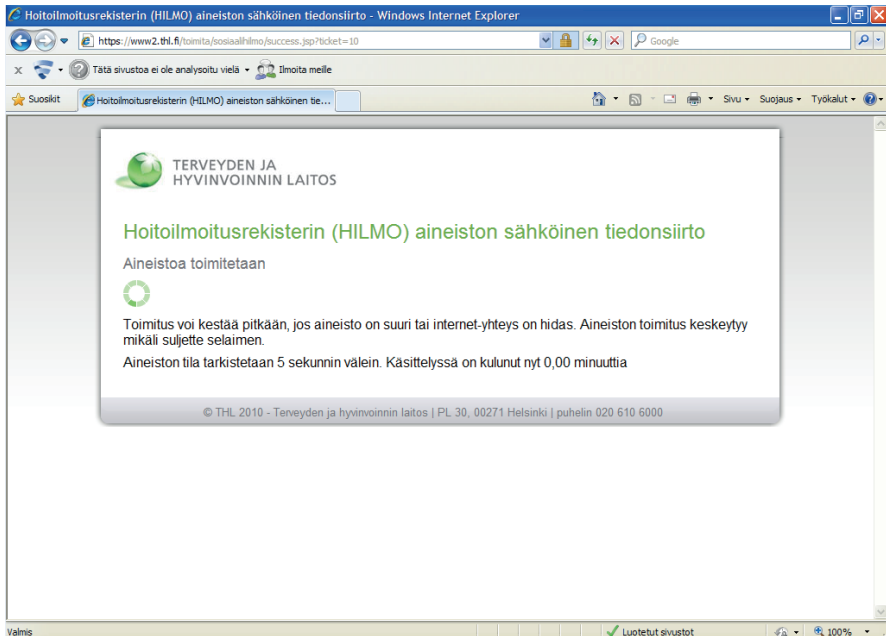 Hoitoilmoitusrekisterin (HILMO) aineiston sähköinen tiedonsiirto - Windows Internet Explorer
https://www2.thl.fi/toimita/sosiaalihilmo/success.jsp?ticket=10
Google
x
Tätä sivustoa ei ole analysoitu vielä
Ilmoita meille
Suosikit
Hoitoilmoitusrekisterin (HILMO) aineiston sähköinen tie...
Sivu
Suojaus
Työkalut
TERVEYDEN JA
HYVINVOINNIN LAITOS
Hoitoilmoitusrekisterin (HILMO) aineiston sähköinen tiedonsiirto
Aineistoa toimitetaan
Toimitus voi kestää pitkään, jos aineisto on suuri tai internet-yhteys on hidas. Aineiston toimitus keskeytyy
mikäli suljette selaimen.
Aineiston tila tarkistetaan 5 sekunnin välein. Käsittelyssä on kulunut nyt 0,00 minuuttia
© THL 2010 - Terveyden ja hyvinvoinnin laitos | PL 30, 00271 Helsinki | puhelin 020 610 6000
Valmis
Luotetut sivustot
100%